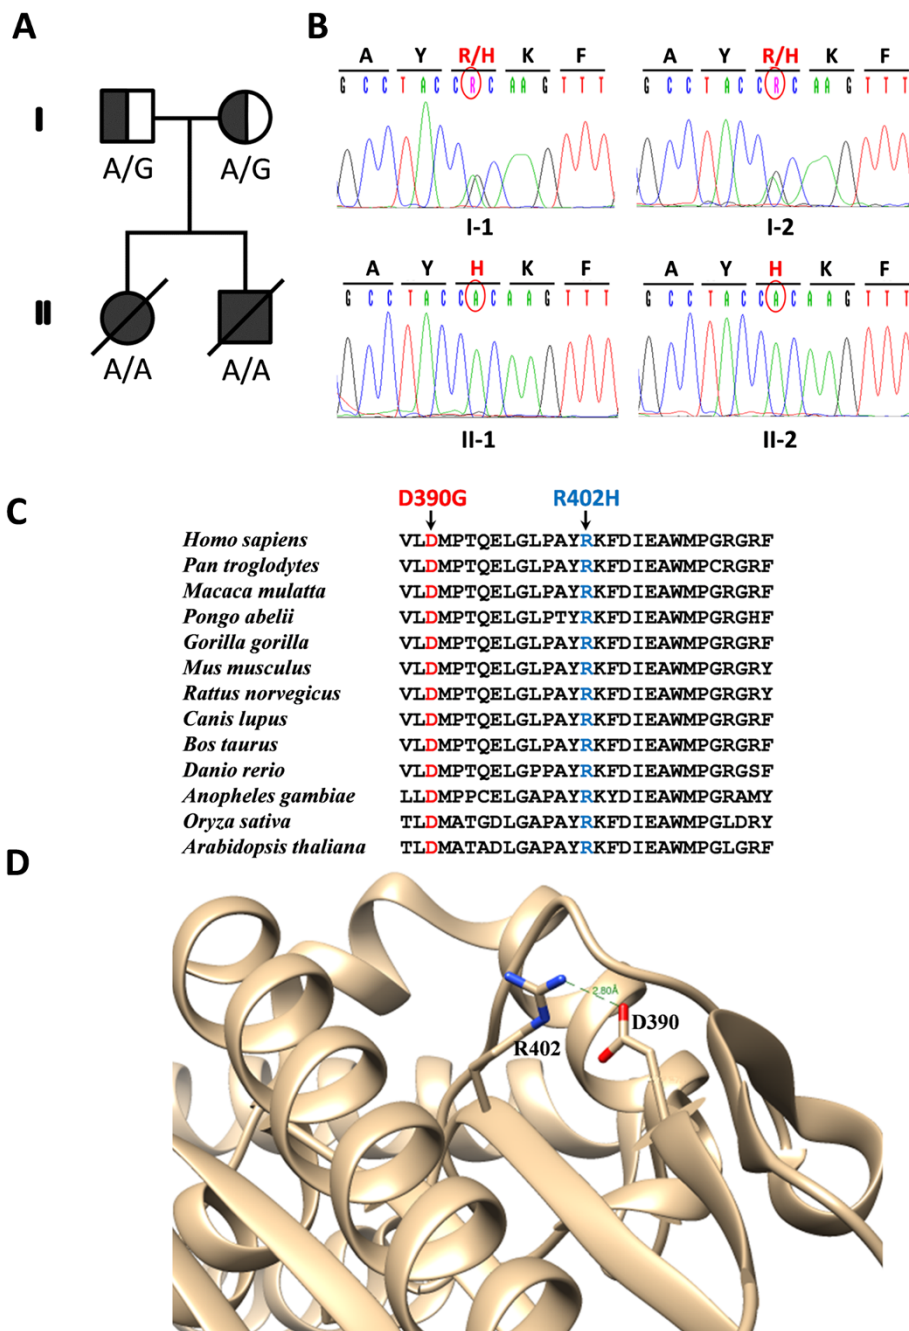 A
B
I
A/G A/G
II
A/A A/A
A Y R/H K F
G C C T A C C R C A A G T T T
I-1
A Y R/H K F
G C C T A C C R C A A G T T T
I-2
A Y H K F
G C C T A C C A C A A G T T T
II-1
A Y H K F
G C C T A C C A C A A G T T T
II-2
C
D390G R402H
Homo sapiens VLDMPTQELGLPAYRKFDIEAWMPGRGRF
Pan troglodytes VLDMPTQELGLPAYRKFDIEAWMPCRGRF
Macaca mulatta VLDMPTQELGLPAYRKFDIEAWMPGRGRF
Pongo abelii VLDMPTQELGLPTYRKFDIEAWMPGRGHF
Gorilla gorilla VLDMPTQELGLPAYRKFDIEAWMPGRGRF
Mus musculus VLDMPTQELGLPAYRKFDIEAWMPGRGRY
Rattus norvegicus VLDMPTQELGLPAYRKFDIEAWMPGRGRY
Canis lupus VLDMPTQELGLPAYRKFDIEAWMPGRGRF
Bos taurus VLDMPTQELGLPAYRKFDIEAWMPGRGRF
Danio rerio VLDMPTQELGPPAYRKFDIEAWMPGRGSF
Anopheles gambiae LLDMPPCELGAPAYRKYDIEAWMPGRAMY
Oryza sativa TLDMATGDLGAPAYRKFDIEAWMPGLDRY
Arabidopsis thaliana TLDMATADLGAPAYRKFDIEAWMPGLGRF
D
2.80Å
D390
R402